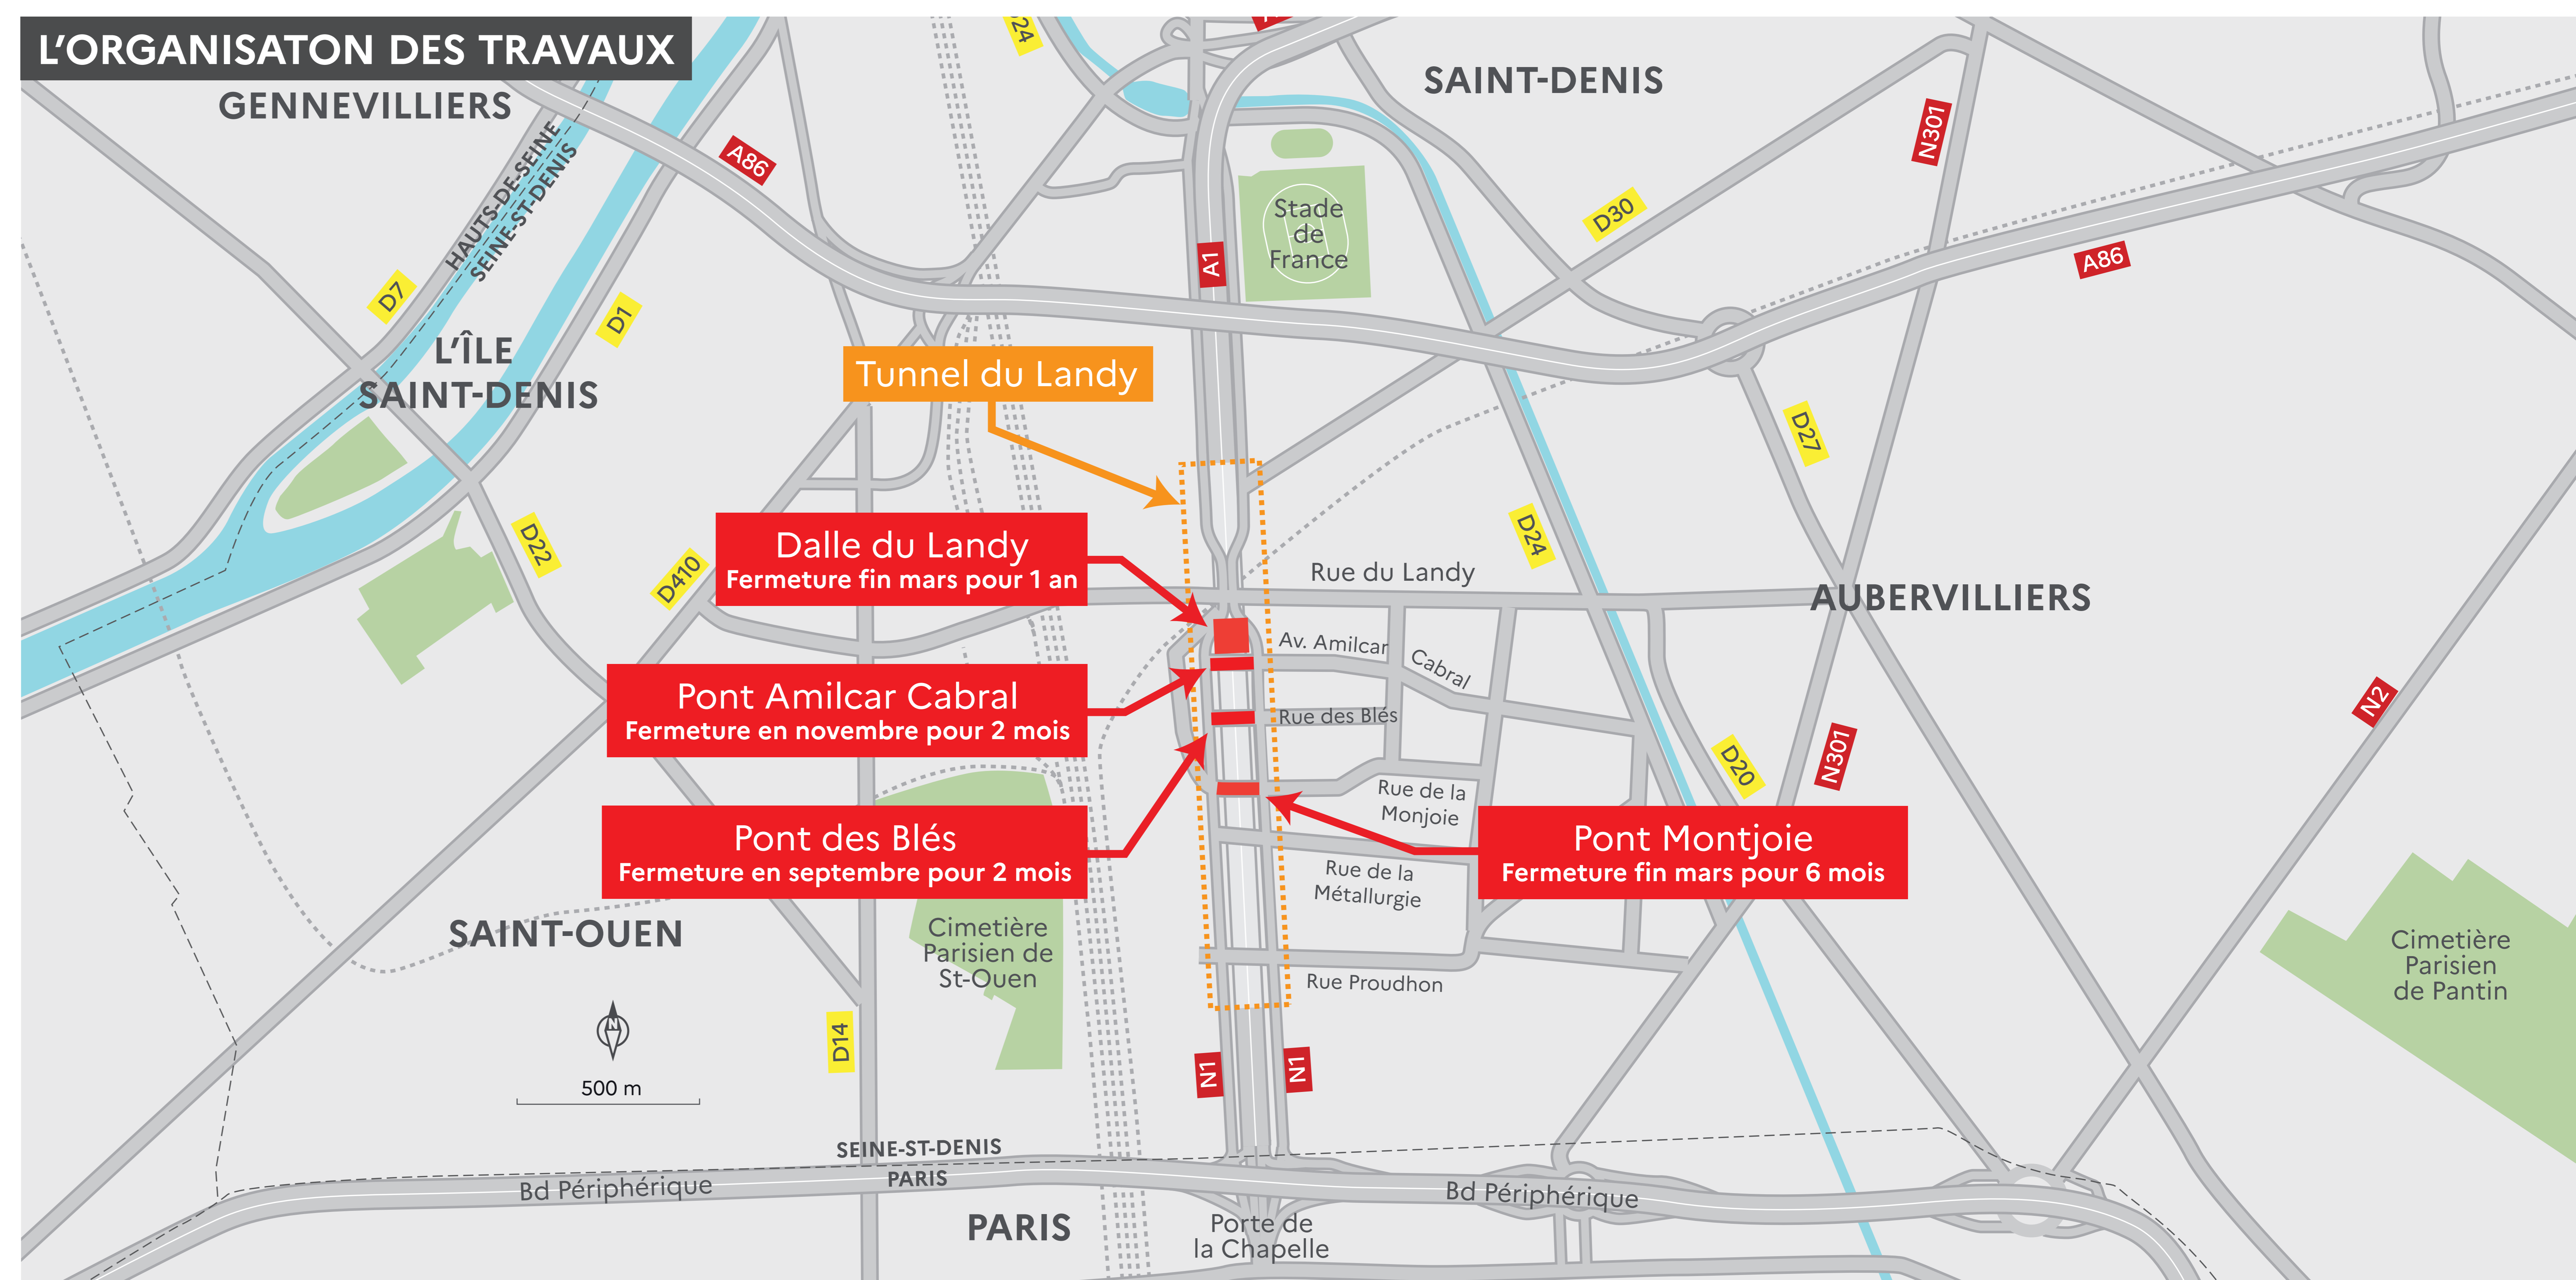 L'ORGANISATON DES TRAVAUX
D24
SAINT-DENIS
GENNEVILLIERS
HAUTS-DE-SEINE
SEINE-ST-DENIS
A86
N301
Stade
de
France
D30
A1
A86
D7
D1
L'ÎLE
SAINT-DENIS
Tunnel du Landy
D27
D22
D24
D410
Dalle du Landy
Fermeture fin mars pour 1 an
Rue du Landy
AUBERVILLIERS
Av. Amilcar
Cabral
Pont Amilcar Cabral
Fermeture en novembre pour 2 mois
Rue des Blés
N2
N301
D20
Rue de la
Monjoie
Pont des Blés
Fermeture en septembre pour 2 mois
Pont Montjoie
Fermeture fin mars pour 6 mois
Rue de la
Métallurgie
SAINT-OUEN
Cimetière
Parisien de
St-Ouen
Cimetière
Parisien
de Pantin
Rue Proudhon
N
500 m
D14
N1
N1
SEINE-ST-DENIS
PARIS
Bd Périphérique
Bd Périphérique
PARIS
Porte de
la Chapelle